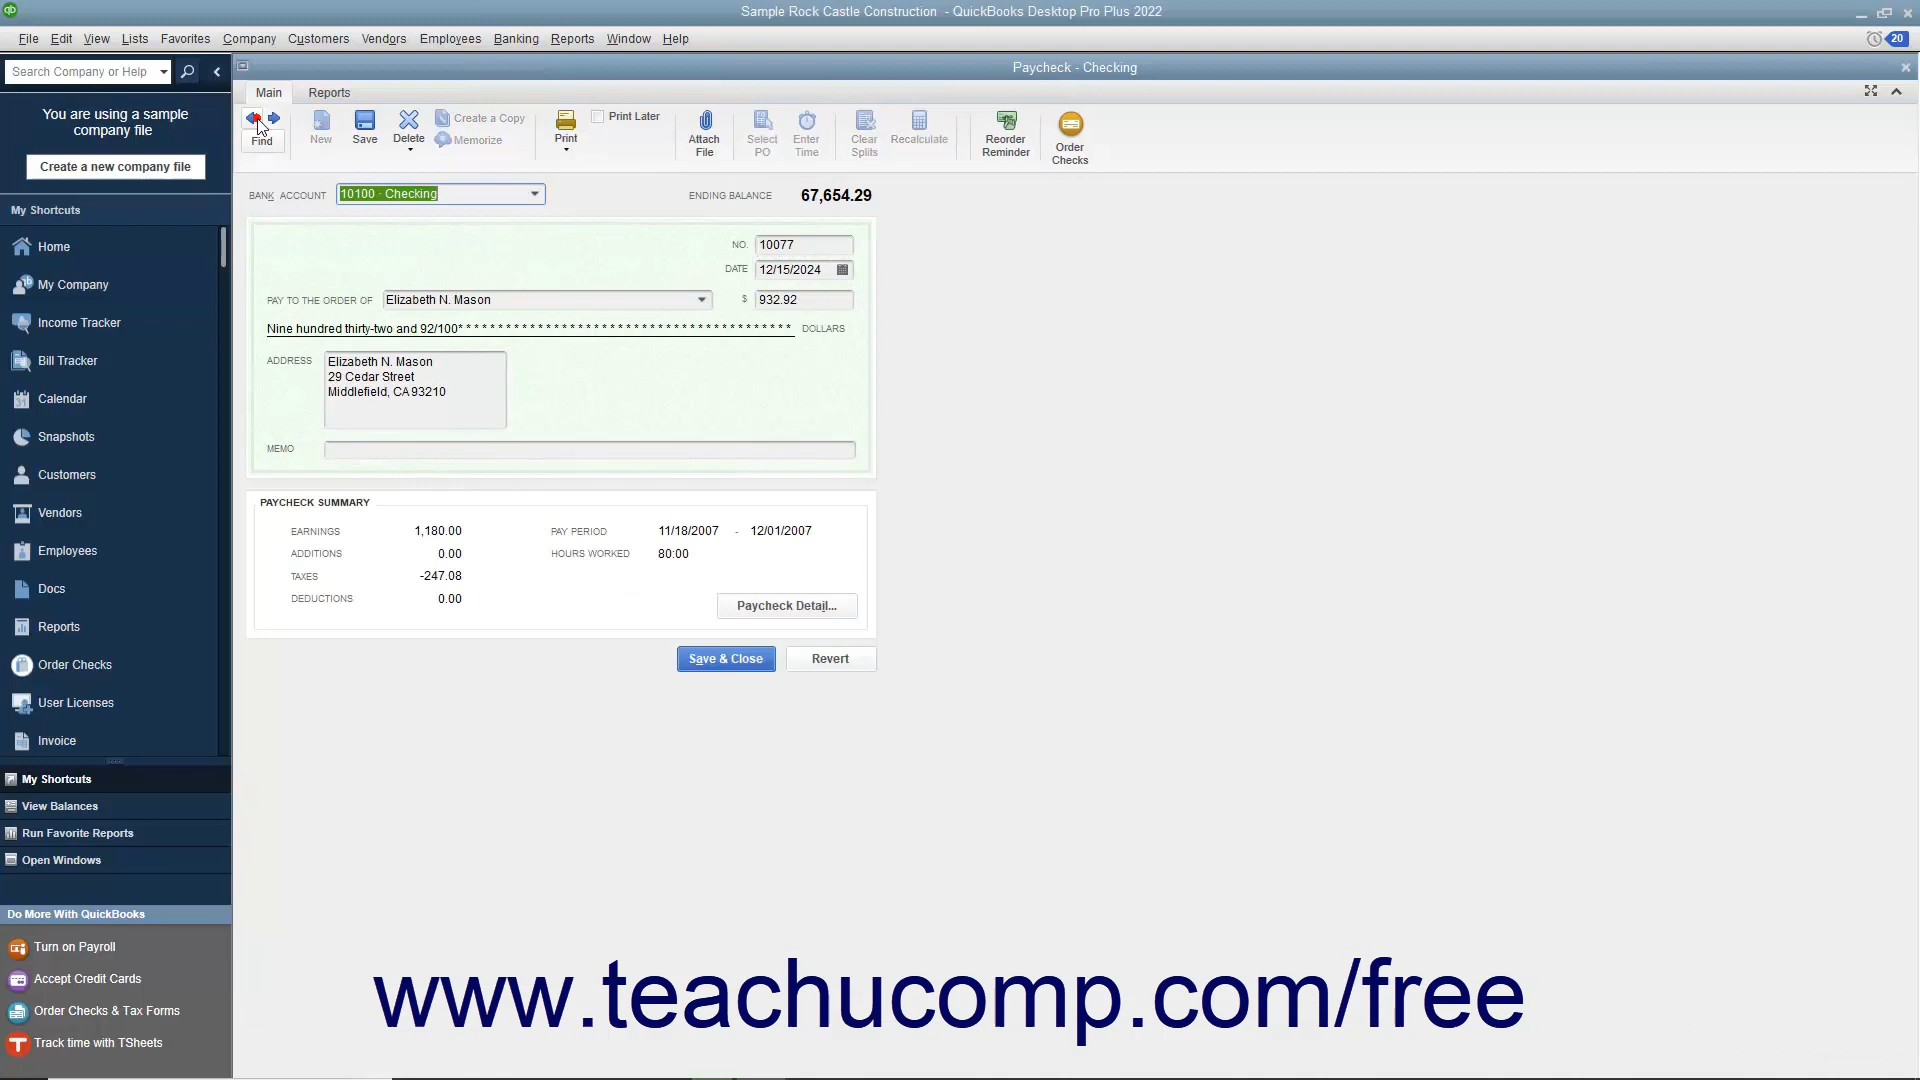 Sample Rock Castle Construction - QuickBooks Desktop Pro Plus 2022
File Edit View Lists Favorites Company Customers Vendors Employees Banking Reports Window Help
20
Search Company or Help
Paycheck - Checking
Main Reports
You are using a sample
company file
Create a new company file
Find
New
Save
Delete
Create a Copy
Memorize
Print
Print Later
Attach
File
Select
PO
Enter
Time
Clear
Splits
Recalculate
Reorder
Reminder
Order
Checks
BANK ACCOUNT 10100 · Checking
ENDING BALANCE 67,654.29
NO. 10077
DATE 12/15/2024
PAY TO THE ORDER OF Elizabeth N. Mason $ 932.92
Nine hundred thirty-two and 92/100* * * * * * * * * * * * * * * * * * * * * * * * * * * * * * * * * * * * * * * * * * DOLLARS
ADDRESS
Elizabeth N. Mason
29 Cedar Street
Middlefield, CA 93210
MEMO
PAYCHECK SUMMARY
EARNINGS 1,180.00 PAY PERIOD 11/18/2007 - 12/01/2007
ADDITIONS 0.00 HOURS WORKED 80:00
TAXES -247.08
DEDUCTIONS 0.00
Paycheck Detail...
Save & Close Revert
My Shortcuts
Home
My Company
Income Tracker
Bill Tracker
Calendar
Snapshots
Customers
Vendors
Employees
Docs
Reports
Order Checks
User Licenses
Invoice
My Shortcuts
View Balances
Run Favorite Reports
Open Windows
Do More With QuickBooks
Turn on Payroll
Accept Credit Cards
Order Checks & Tax Forms
Track time with TSheets
www.teachucomp.com/free